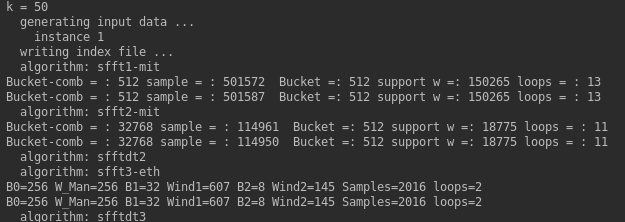 k = 50
generating input data ...
instance 1
writing index file ...
algorithm: sfft1-mit
Bucket-comb = : 512 sample = : 501572  Bucket =: 512 support w =: 150265 loops = : 13
Bucket-comb = : 512 sample = : 501587  Bucket =: 512 support w =: 150265 loops = : 13
algorithm: sfft2-mit
Bucket-comb = : 32768 sample = : 114961  Bucket =: 512 support w =: 18775 loops = : 11
Bucket-comb = : 32768 sample = : 114950  Bucket =: 512 support w =: 18775 loops = : 11
algorithm: sfftdt2
algorithm: sfft3-eth
B0=256 W_Man=256 B1=32 Wind1=607 B2=8 Wind2=145 Samples=2016 loops=2
B0=256 W_Man=256 B1=32 Wind1=607 B2=8 Wind2=145 Samples=2016 loops=2
algorithm: sfftdt3